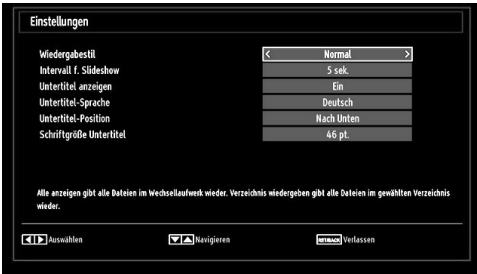 Einstellungen
Wiedergabestil < Normal >
Intervall f. Slideshow 5 sek.
Untertitel anzeigen Ein
Untertitel-Sprache Deutsch
Untertitel-Position Nach Unten
Schriftgröße Untertitel 46 pt.
Alle anzeigen gibt alle Dateien im Wechsellaufwerk wieder. Verzeichnis wiedergeben gibt alle Dateien im gewählten Verzeichnis
wieder.
Auswählen Navigieren RET/BACK Verlassen